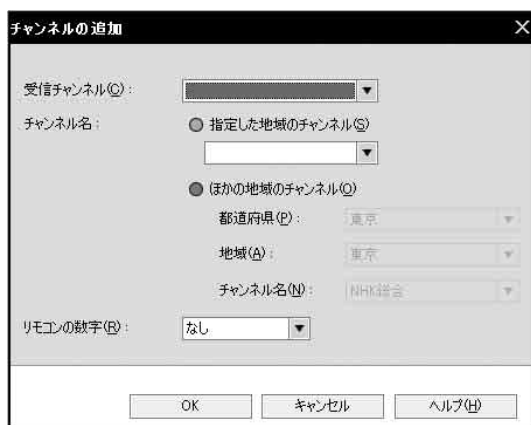 チャンネルの追加
受信チャンネル(C):
チャンネル名:
指定した地域のチャンネル(S)
ほかの地域のチャンネル(O)
都道府県(P): 東京
地域(A): 東京
チャンネル名(N): NHK総合
リモコンの数字(R): なし
OK キャンセル ヘルプ(H)